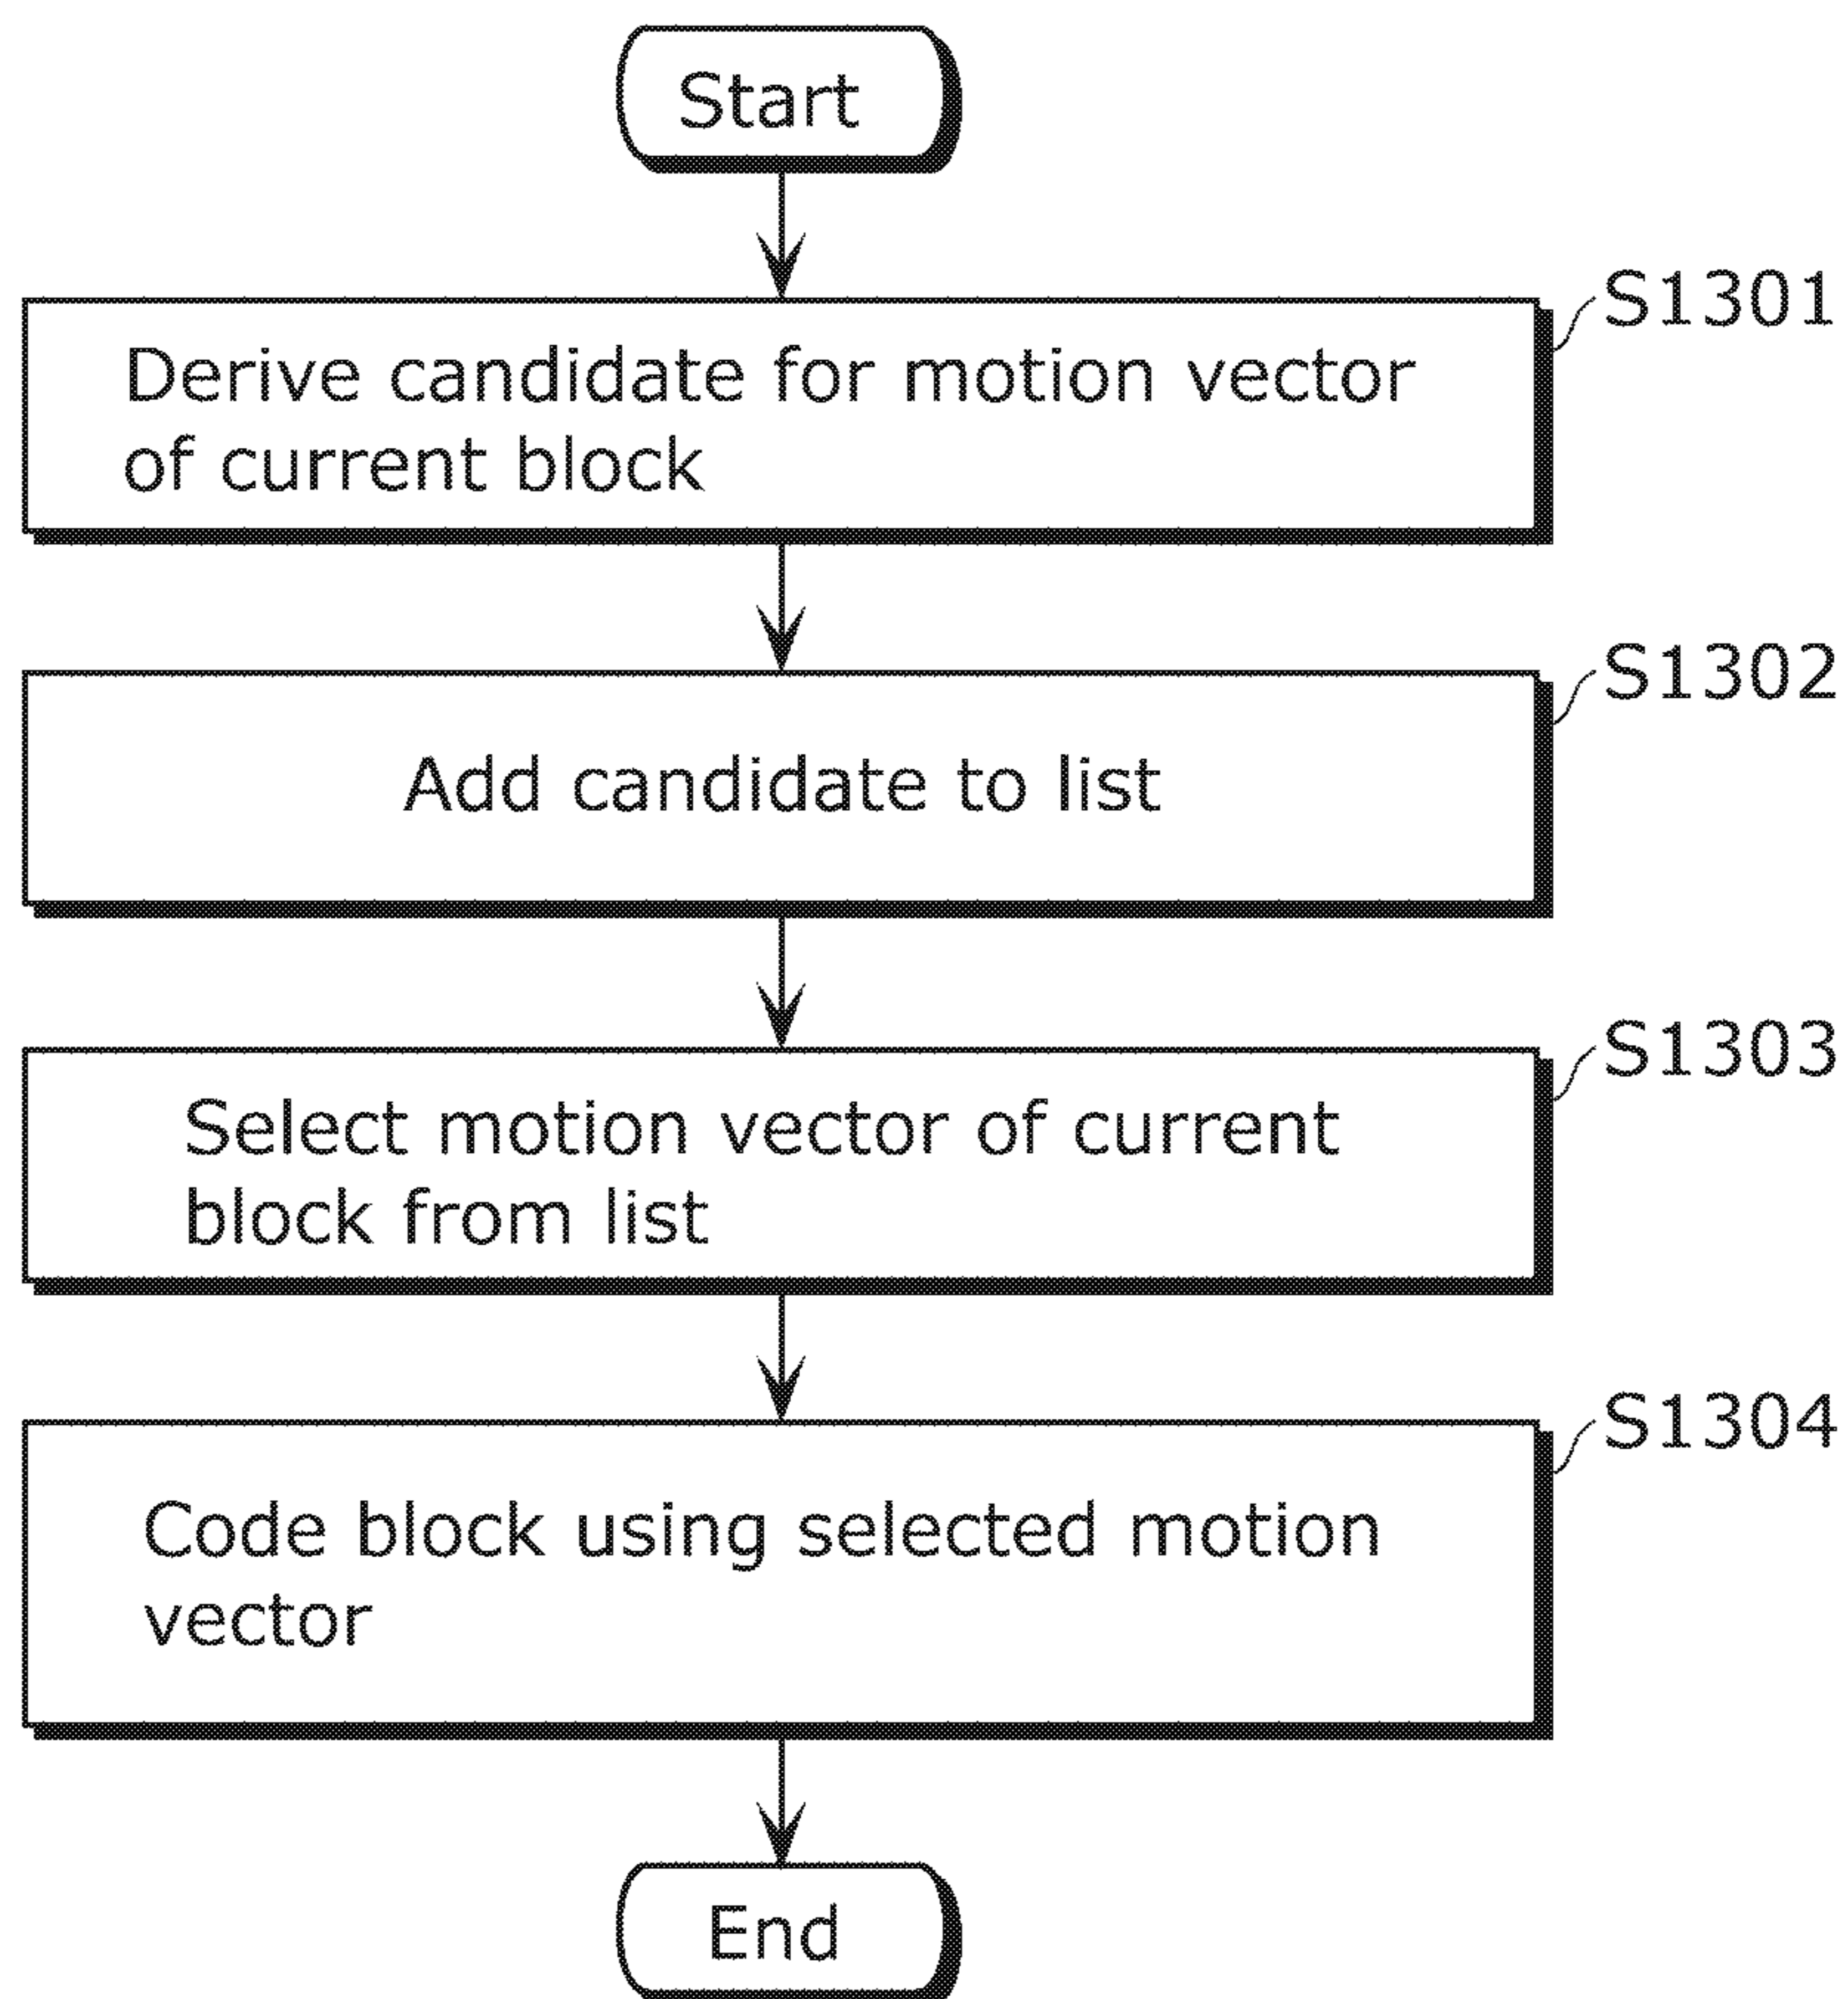 Start
S1301
Derive candidate for motion vector
of current block
S1302
Add candidate to list
S1303
Select motion vector of current
block from list
S1304
Code block using selected motion
vector
End